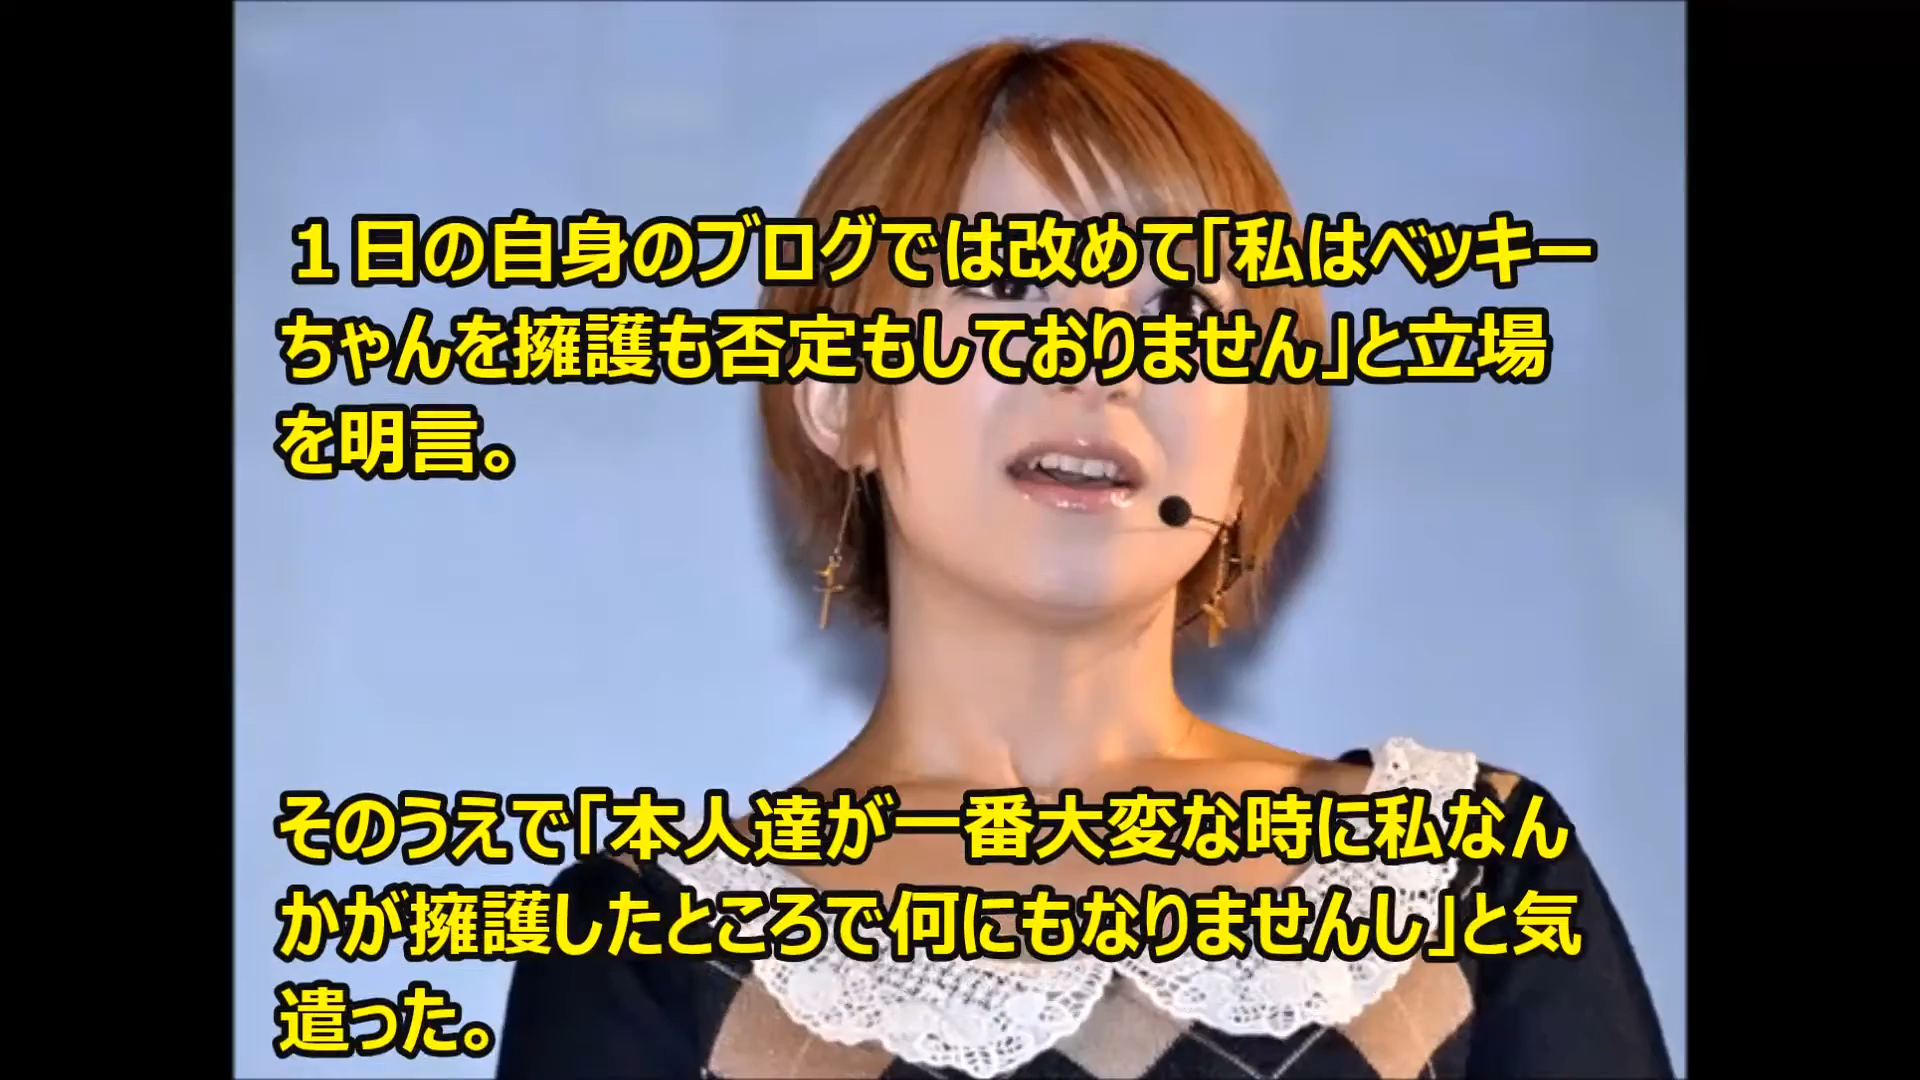 １日の自身のブログでは改めて「私はベッキー
ちゃんを擁護も否定もしておりません」と立場
を明言。
そのうえで「本人達が一番大変な時に私なん
かが擁護したところで何にもなりませんし」と気
遣った。